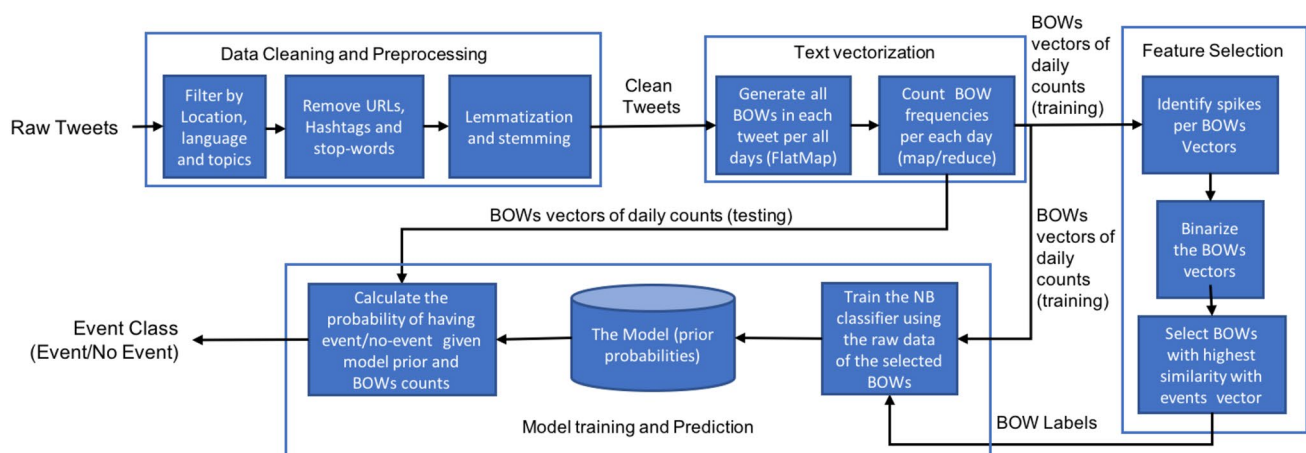 Data Cleaning and Preprocessing
Raw Tweets
Filter by
Location,
language
and topics
Remove URLs,
Hashtags and
stop-words
Lemmatization
and stemming
Clean
Tweets
Text vectorization
Generate all
BOWs in each
tweet per all
days (FlatMap)
Count BOW
frequencies
per each day
(map/reduce)
BOWs
vectors of
daily
counts
(training)
Feature Selection
Identify spikes
per BOWs
Vectors
Binarize
the BOWs
vectors
Select BOWs
with highest
similarity with
events vector
BOWs vectors of daily counts (testing)
BOWs
vectors of
daily
counts
(training)
BOW Labels
Train the NB
classifier using
the raw data
of the selected
BOWs
The Model (prior
probabilities)
Calculate the
probability of having
event/no-event given
model prior and
BOWs counts
Event Class
(Event/No Event)
Model training and Prediction